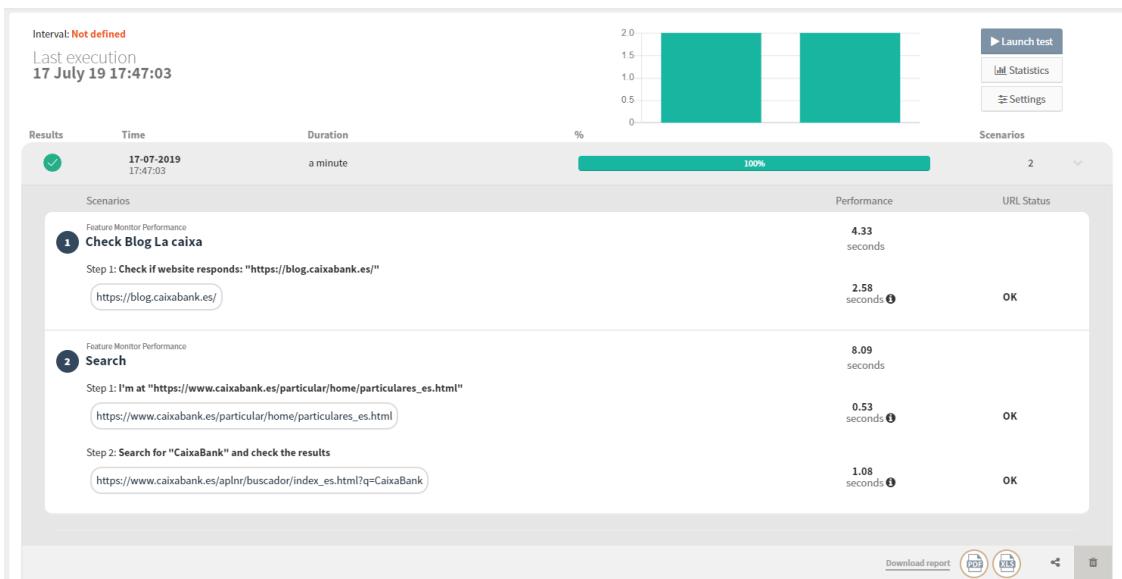 Interval: Not defined
Last execution
17 July 19 17:47:03
2.0
1.5
1.0
0.5
0
Launch test
Statistics
Settings
Results Time Duration % Scenarios
17-07-2019
17:47:03
a minute
100%
2
Scenarios Performance URL Status
Feature Monitor Performance
1 Check Blog La caixa
4.33
seconds
Step 1: Check if website responds: "https://blog.caixabank.es/"
https://blog.caixabank.es/
2.58
seconds
OK
Feature Monitor Performance
2 Search
8.09
seconds
Step 1: I'm at "https://www.caixabank.es/particular/home/particulares_es.html"
https://www.caixabank.es/particular/home/particulares_es.html
0.53
seconds
OK
Step 2: Search for "CaixaBank" and check the results
https://www.caixabank.es/aplnr/buscador/index_es.html?q=CaixaBank
1.08
seconds
OK
Download report
PDF
XLS